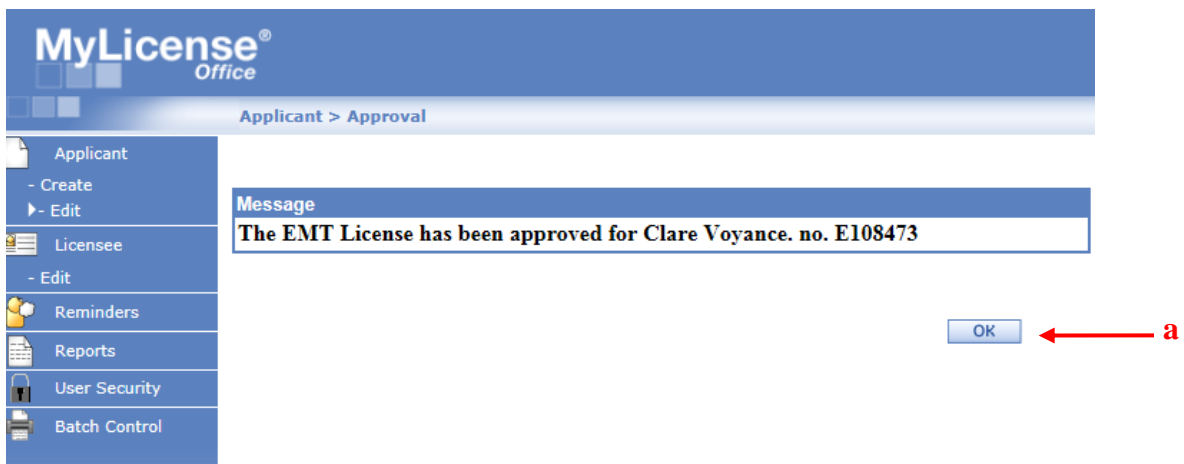 MyLicense®
Office
Applicant > Approval
Applicant
- Create
- Edit
Licensee
- Edit
Reminders
Reports
User Security
Batch Control
Message
The EMT License has been approved for Clare Voyance. no. E108473
OK
a